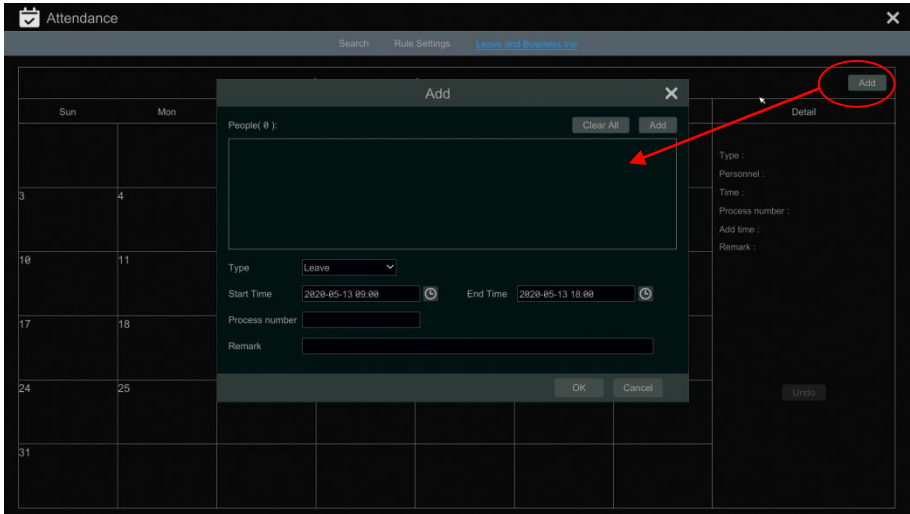 Attendance
Search Rule Settings Leave and Business trip
Add
Add
Sun Mon Detail
People( 0 ): Clear All Add
Type :
Personnel :
3 4 Time :
Process number :
Add time :
Remark :
10 11
Type Leave
Start Time 2020-05-13 09:00 End Time 2020-05-13 18:00
17 18
Process number
Remark
24 25
OK Cancel
Undo
31